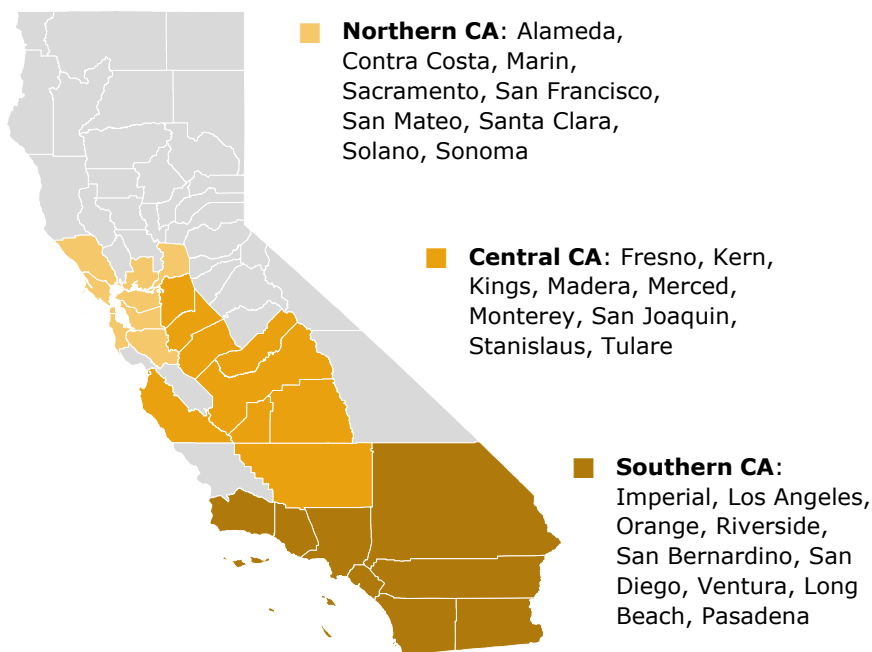 Northern CA: Alameda,
Contra Costa, Marin,
Sacramento, San Francisco,
San Mateo, Santa Clara,
Solano, Sonoma
Central CA: Fresno, Kern,
Kings, Madera, Merced,
Monterey, San Joaquin,
Stanislaus, Tulare
Southern CA:
Imperial, Los Angeles,
Orange, Riverside,
San Bernardino, San
Diego, Ventura, Long
Beach, Pasadena